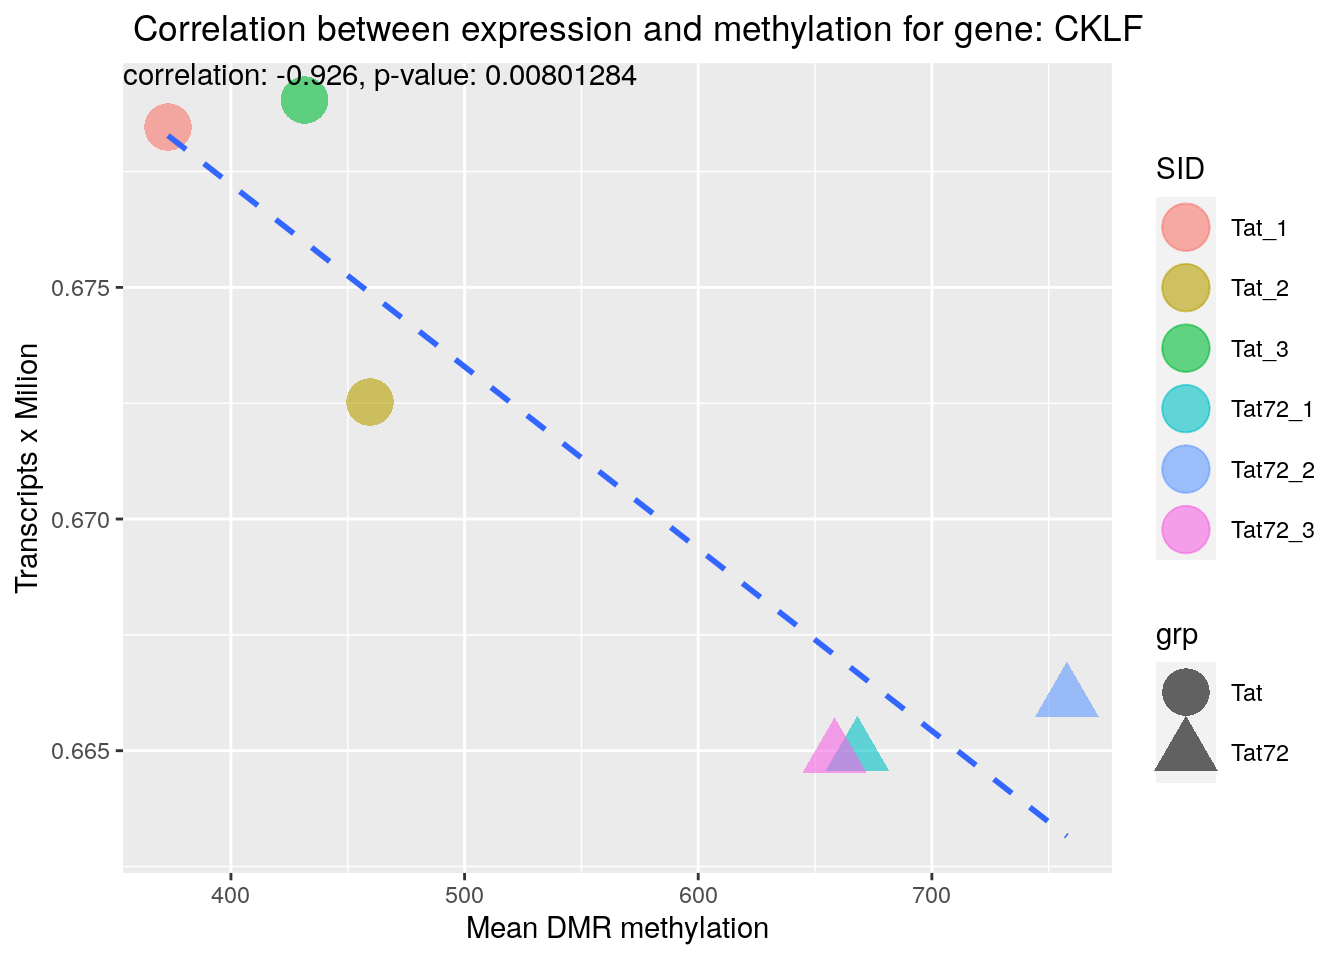 Correlation between expression and methylation for gene: CKLF
correlation: -0.926, p-value: 0.00801284
Transcripts x Milion
0.675
0.670
0.665
400
500
600
700
Mean DMR methylation
SID
Tat_1
Tat_2
Tat_3
Tat72_1
Tat72_2
Tat72_3
grp
Tat
Tat72